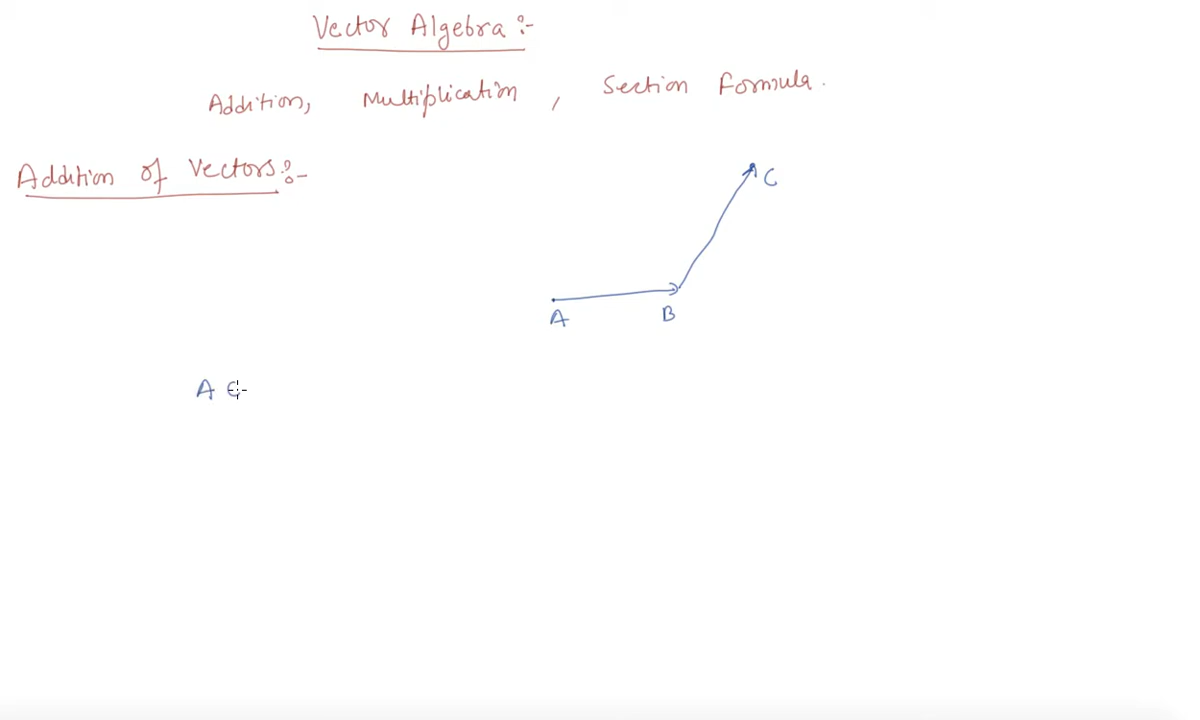 Vector Algebra :-
Addition, Multiplication, Section Formula.
Addition of Vectors :-
C
A B
A